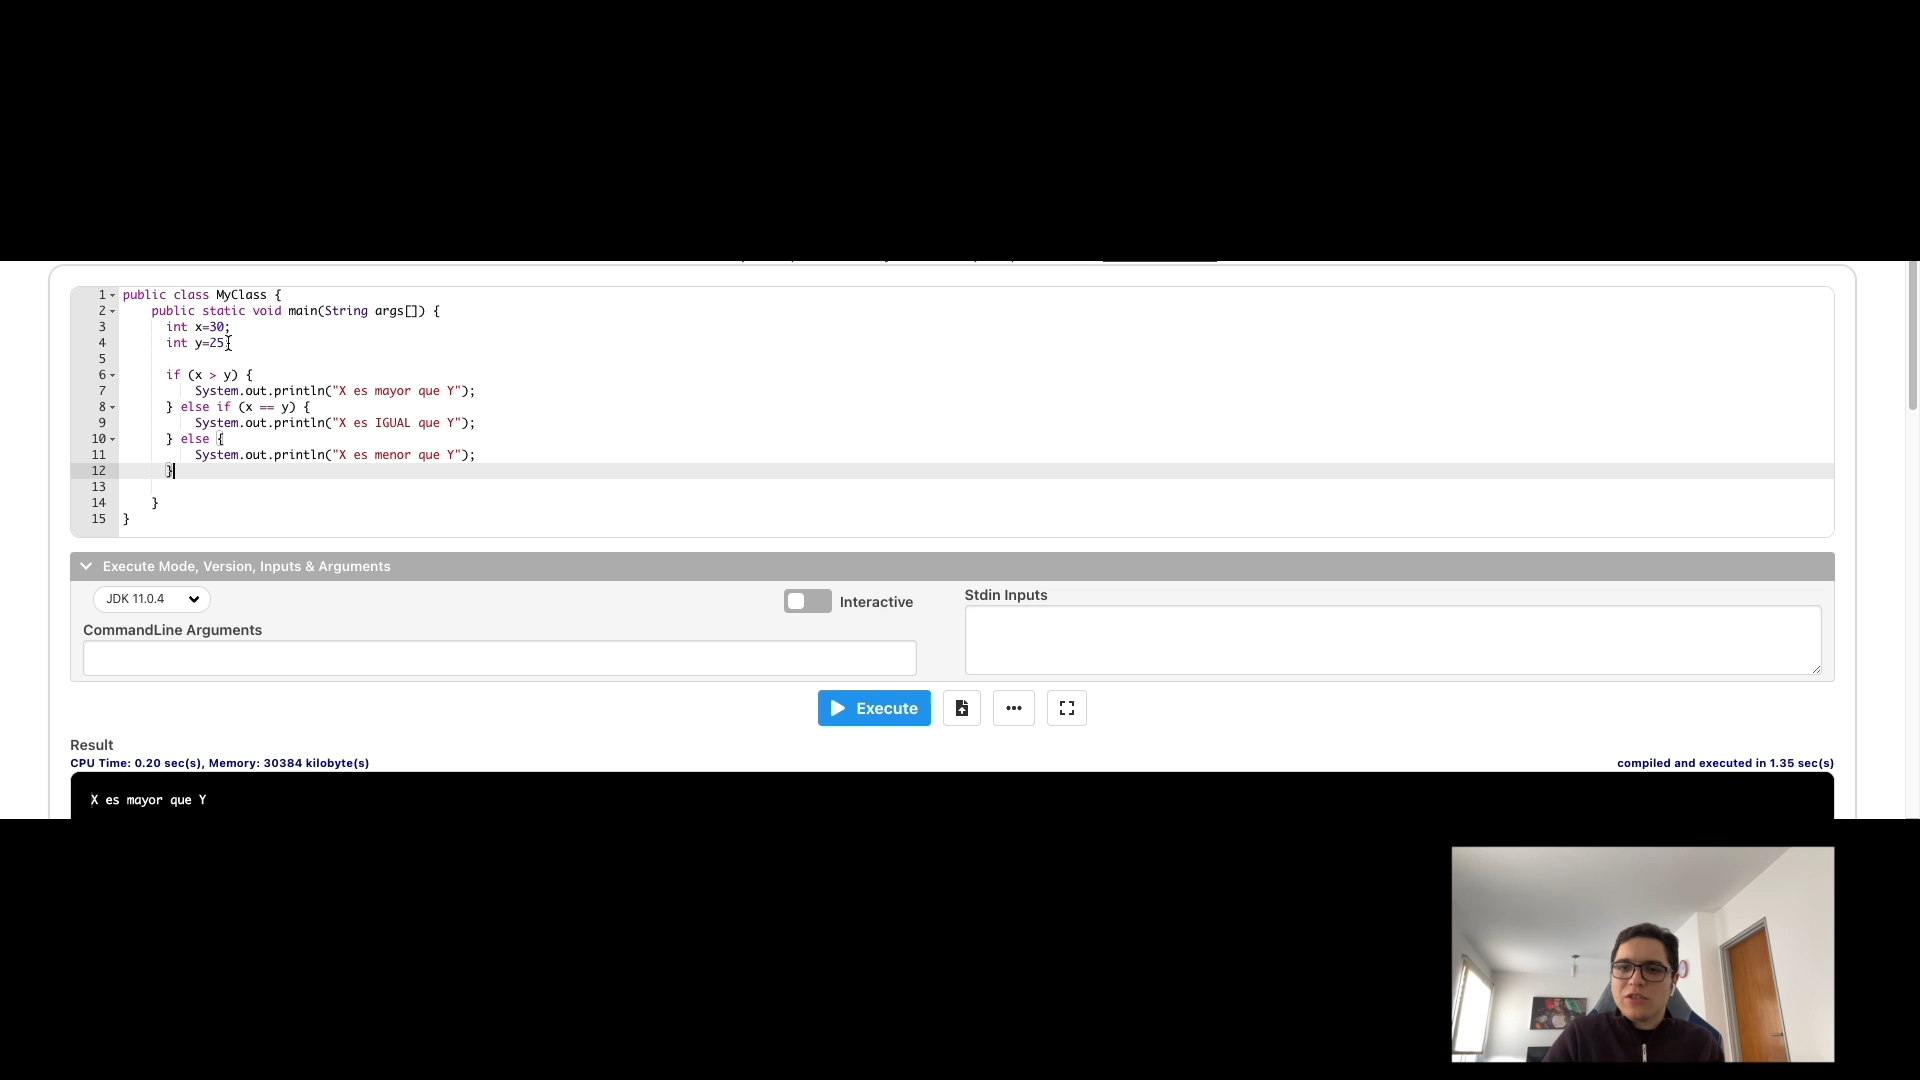 1 public class MyClass {
2 public static void main(String args[]) {
3 int x=30;
4 int y=25;
5
6 if (x > y) {
7 System.out.println("X es mayor que Y");
8 } else if (x == y) {
9 System.out.println("X es IGUAL que Y");
10 } else {
11 System.out.println("X es menor que Y");
12 }
13
14 }
15 }
Execute Mode, Version, Inputs & Arguments
JDK 11.0.4
Interactive
Stdin Inputs
CommandLine Arguments
Execute
Result
CPU Time: 0.20 sec(s), Memory: 30384 kilobyte(s)
compiled and executed in 1.35 sec(s)
X es mayor que Y